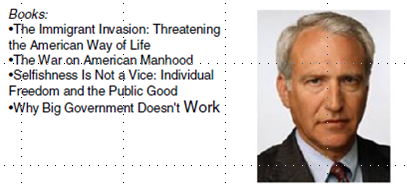 Books:
•The Immigrant Invasion: Threatening
the American Way of Life
•The War on American Manhood
•Selfishness Is Not a Vice: Individual
Freedom and the Public Good
•Why Big Government Doesn't Work